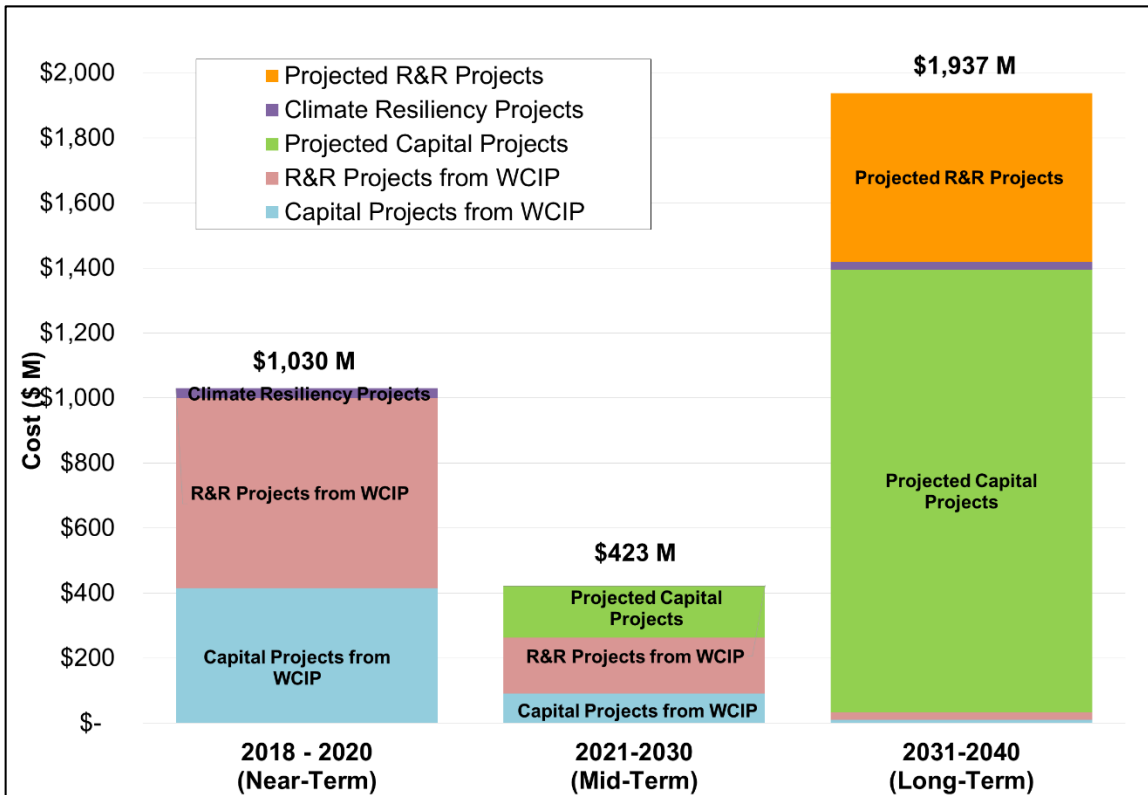 $2,000
$1,800
$1,600
$1,400
$1,200
$1,000
$800
$600
$400
$200
$-
Cost ($ M)
Projected R&R Projects
Climate Resiliency Projects
Projected Capital Projects
R&R Projects from WCIP
Capital Projects from WCIP
$1,030 M
Climate Resiliency Projects
R&R Projects from WCIP
Capital Projects from
WCIP
$423 M
Projected Capital
Projects
R&R Projects from WCIP
Capital Projects from WCIP
$1,937 M
Projected R&R Projects
Projected Capital
Projects
2018 - 2020
(Near-Term)
2021-2030
(Mid-Term)
2031-2040
(Long-Term)